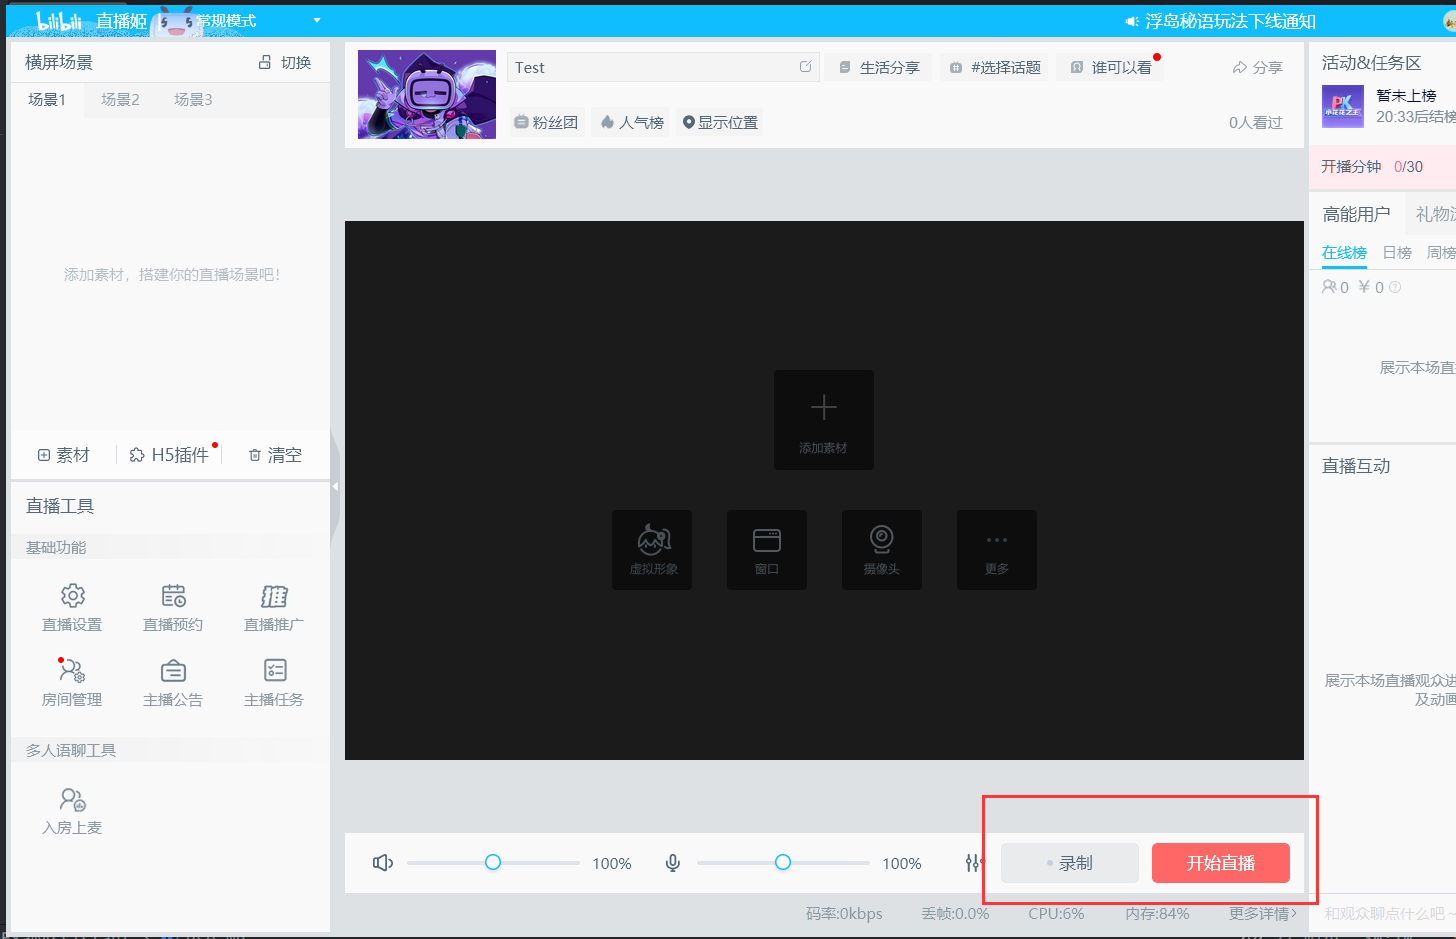 bilibili 直播姬 常规模式
浮岛秘语玩法下线通知
横屏场景 切换
场景1 场景2 场景3
添加素材，搭建你的直播场景吧！
素材 H5插件 清空
直播工具
基础功能
直播设置 直播预约 直播推广
房间管理 主播公告 主播任务
多人语聊工具
入房上麦
Test 生活分享 #选择话题 谁可以看 分享
粉丝团 人气榜 显示位置 0人看过
添加素材
虚拟形象 窗口 摄像头 更多
100% 100% 录制 开始直播
码率:0kbps 丢帧:0.0% CPU:6% 内存:84% 更多详情
活动&任务区
PK
暂未上榜
20:33后结榜
开播分钟 0/30
高能用户 礼物
在线榜 日榜 周榜
0 ¥ 0
展示本场直
直播互动
展示本场直播观众进
及动画
和观众聊点什么吧～